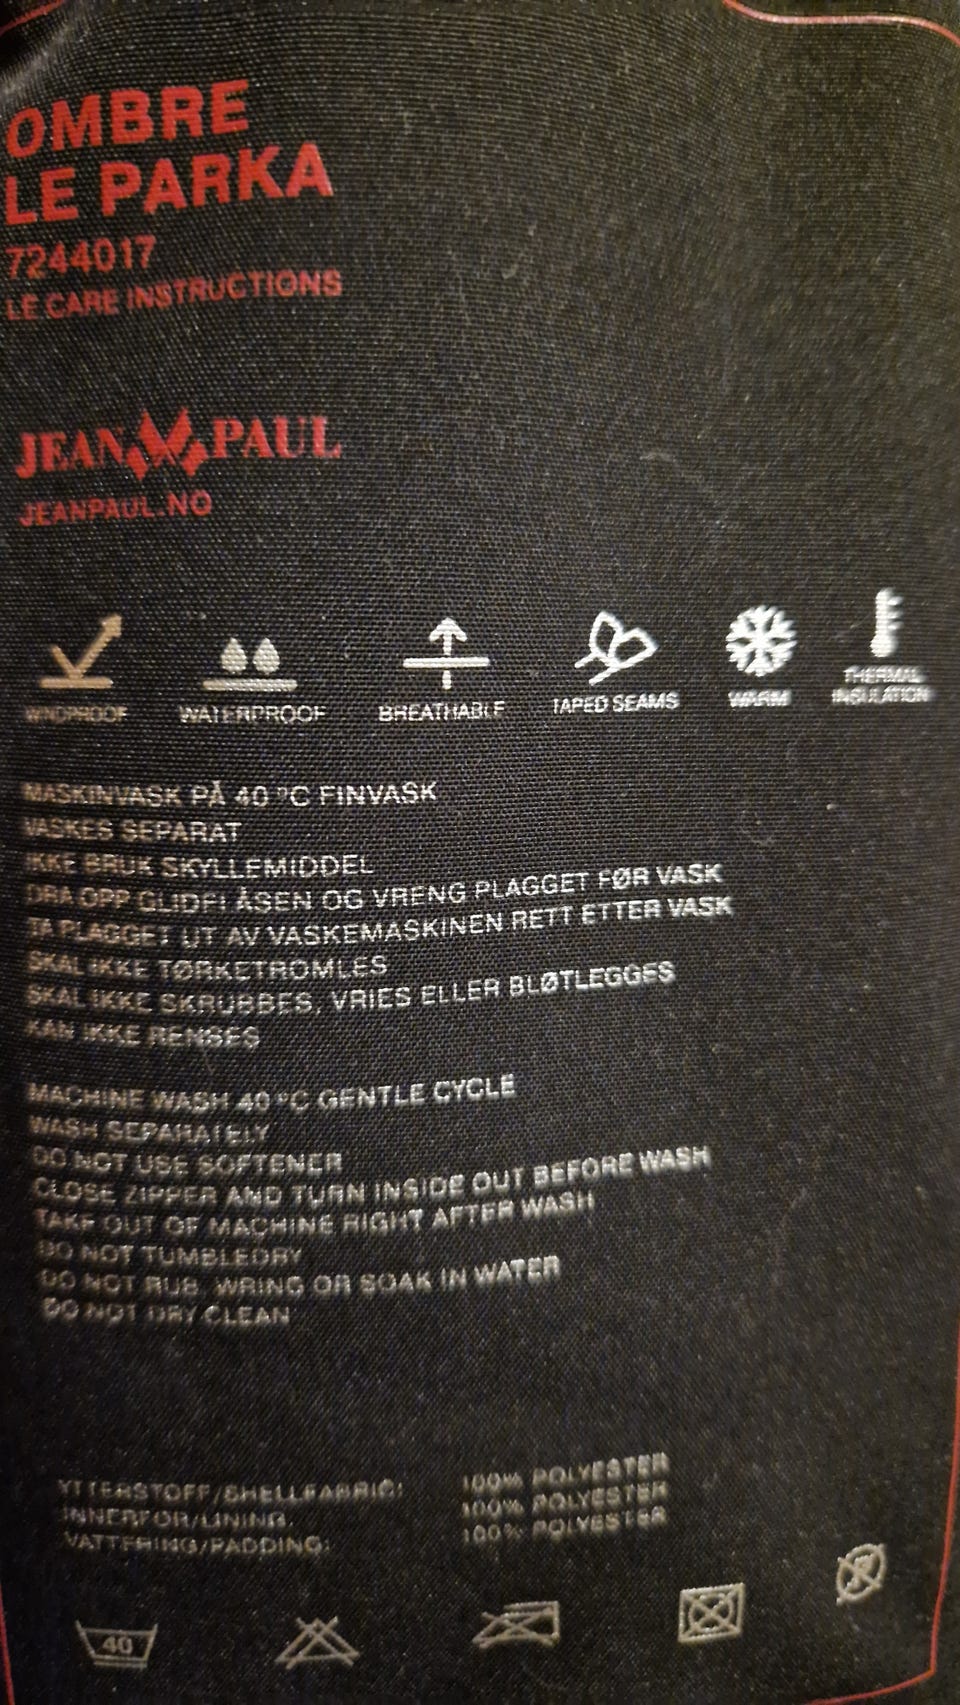 OMBRE
LE PARKA
7244017
LE CARE INSTRUCTIONS
JEAN PAUL
JEANPAUL.NO
WINDPROOF WATERPROOF BREATHABLE TAPED SEAMS WARM THERMAL INSULATION
MASKINVASK PÅ 40 °C FINVASK
VASKES SEPARAT
IKKE BRUK SKYLLEMIDDEL
DRA OPP GLIDELÅSEN OG VRENG PLAGGET FØR VASK
TA PLAGGET UT AV VASKEMASKINEN RETT ETTER VASK
SKAL IKKE TØRKETROMLES
SKAL IKKE SKRUBBES, VRIES ELLER BLØTLEGGES
KAN IKKE RENSES
MACHINE WASH 40 °C GENTLE CYCLE
WASH SEPARATELY
DO NOT USE SOFTENER
CLOSE ZIPPER AND TURN INSIDE OUT BEFORE WASH
TAKE OUT OF MACHINE RIGHT AFTER WASH
DO NOT TUMBLEDRY
DO NOT RUB, WRING OR SOAK IN WATER
DO NOT DRY CLEAN
YTTERSTOFF/SHELLFABRIC: 100% POLYESTER
INNERFOR/LINING: 100% POLYESTER
VATTERING/PADDING: 100% POLYESTER
40